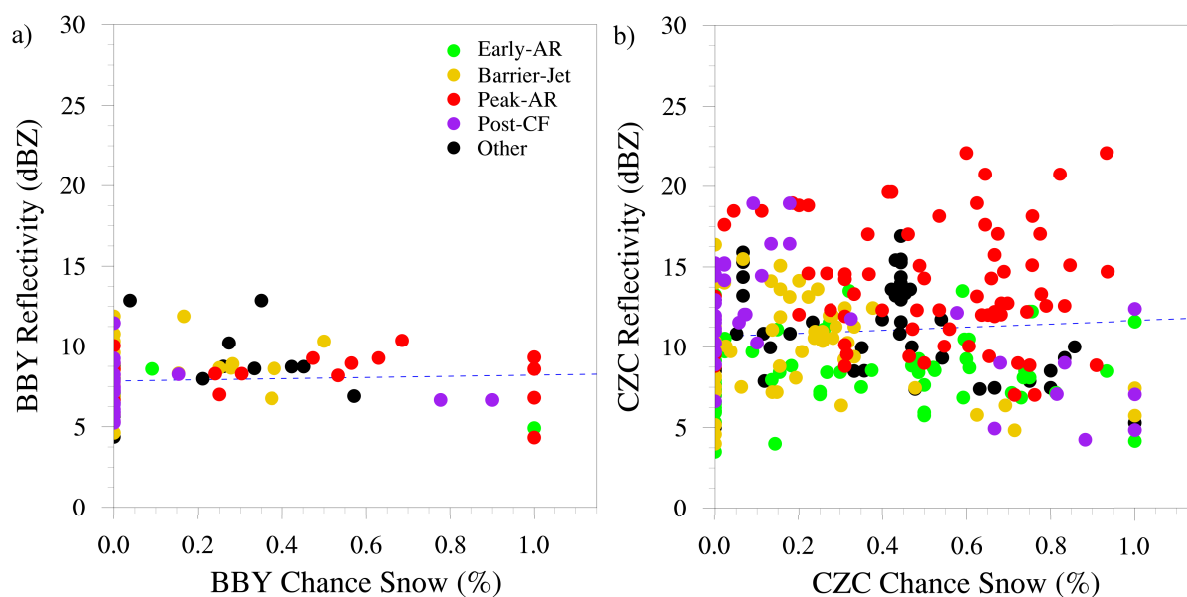 a)
30
25
20
15
10
5
0
BBY Reflectivity (dBZ)
Early-AR
Barrier-Jet
Peak-AR
Post-CF
Other
0.0 0.2 0.4 0.6 0.8 1.0
BBY Chance Snow (%)
b)
30
25
20
15
10
5
0
CZC Reflectivity (dBZ)
0.0 0.2 0.4 0.6 0.8 1.0
CZC Chance Snow (%)